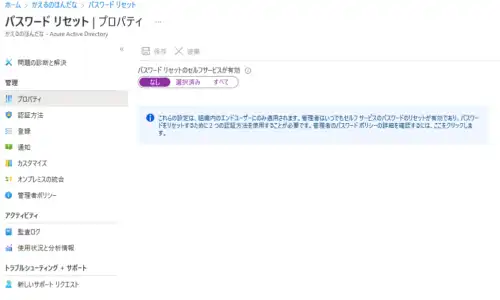 ホーム > かえるのほんだな > パスワード リセット
パスワード リセット | プロパティ ...
かえるのほんだな - Azure Active Directory
保存 破棄
問題の診断と解決
パスワード リセットのセルフサービスが有効
なし 選択済み すべて
管理
プロパティ
認証方法
登録
通知
カスタマイズ
オンプレミスの統合
管理者ポリシー
これらの設定は、組織内のエンド ユーザーにのみ適用されます。管理者はいつでもセルフ サービスのパスワードのリセットが有効であり、パスワー
ドをリセットするために 2 つの認証方法を使用することが必要です。管理者のパスワード ポリシーの詳細を確認するには、ここをクリックしま
す。
アクティビティ
監査ログ
使用状況と分析情報
トラブルシューティング + サポート
新しいサポート リクエスト